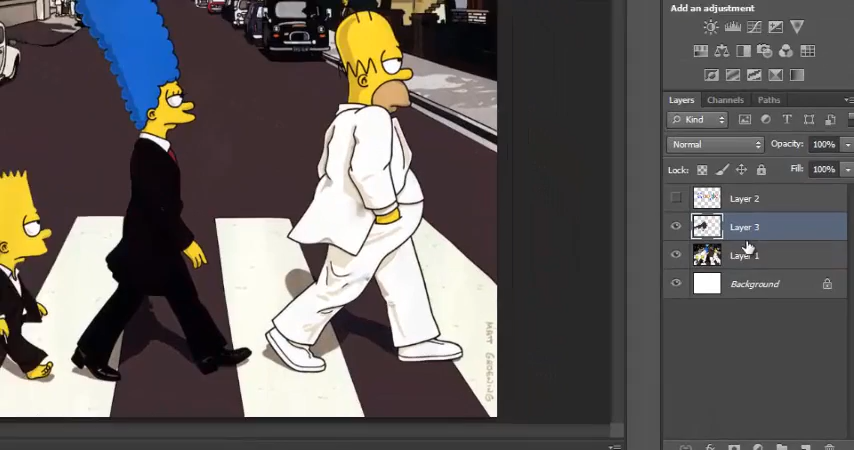 Add an adjustment
Layers Channels Paths
Kind
Normal Opacity: 100%
Lock: Fill: 100%
Layer 2
Layer 3
Layer 1
Background
MATT GROENING